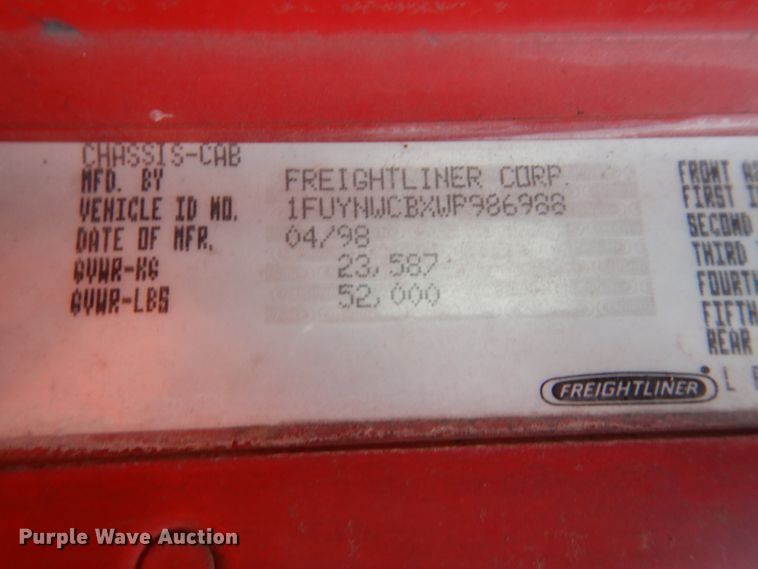 CHASSIS-CAB
MFD. BY FREIGHTLINER CORP.
VEHICLE ID NO. 1FUYNWCBXWP986988
DATE OF MFR. 04/98
GVWR-KG 23,587
GVWR-LBS 52,000
FRONT
FIRST
SECOND
THIRD
FOURTH
FIFTH
REAR
FREIGHTLINER
Purple Wave Auction